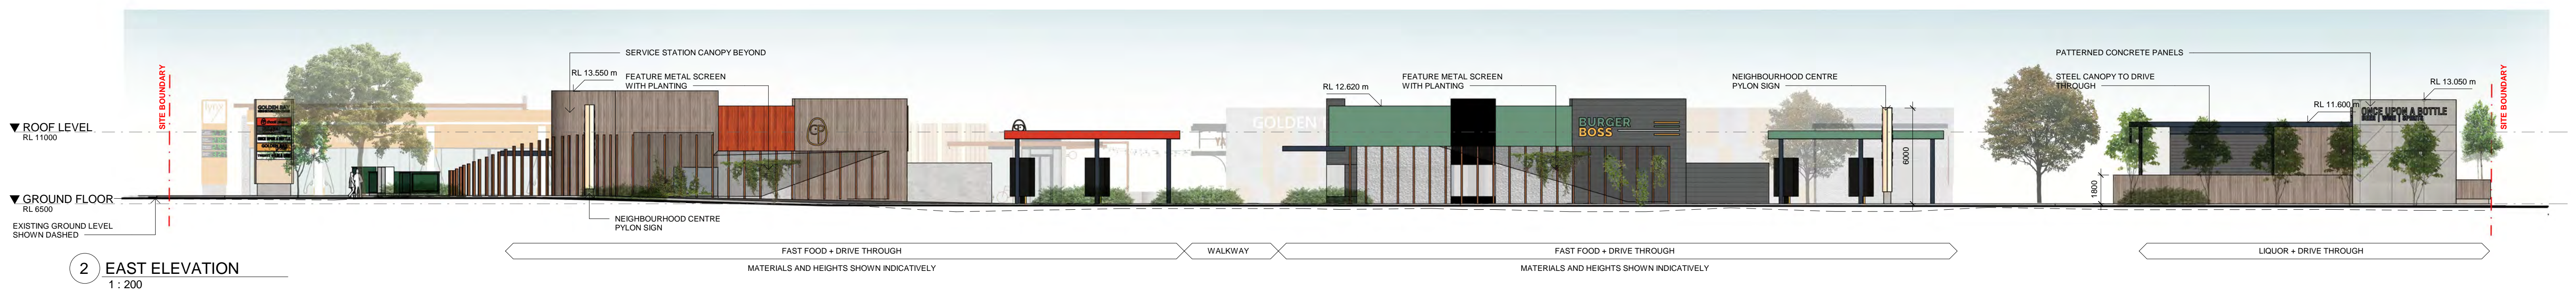 SERVICE STATION CANOPY BEYOND
PATTERNED CONCRETE PANELS
SITE BOUNDARY
RL 13.550 m
FEATURE METAL SCREEN
WITH PLANTING
RL 12.620 m
FEATURE METAL SCREEN
WITH PLANTING
NEIGHBOURHOOD CENTRE
PYLON SIGN
STEEL CANOPY TO DRIVE
THROUGH
RL 13.050 m
SITE BOUNDARY
RL 11.600 m
GOLDEN BAY
ONCE UPON A BOTTLE
GOLDEN
BURGER
BOSS
ROOF LEVEL
RL 11000
6000
1800
GROUND FLOOR
RL 6500
NEIGHBOURHOOD CENTRE
PYLON SIGN
EXISTING GROUND LEVEL
SHOWN DASHED
FAST FOOD + DRIVE THROUGH
WALKWAY
FAST FOOD + DRIVE THROUGH
LIQUOR + DRIVE THROUGH
MATERIALS AND HEIGHTS SHOWN INDICATIVELY
MATERIALS AND HEIGHTS SHOWN INDICATIVELY
2 EAST ELEVATION
1 : 200